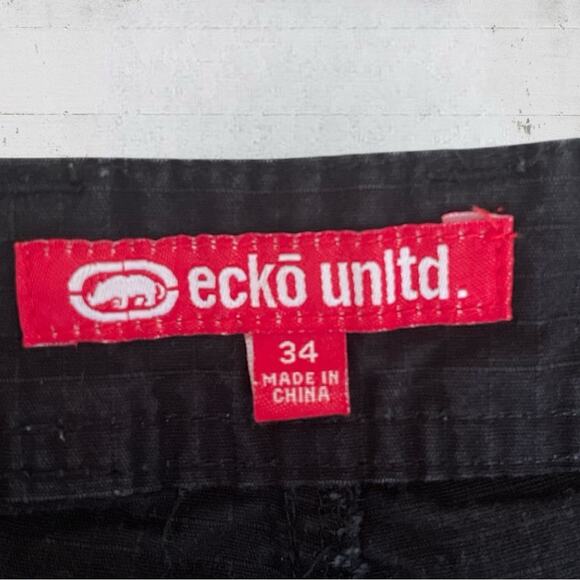 eckō unltd.
34
MADE IN
CHINA